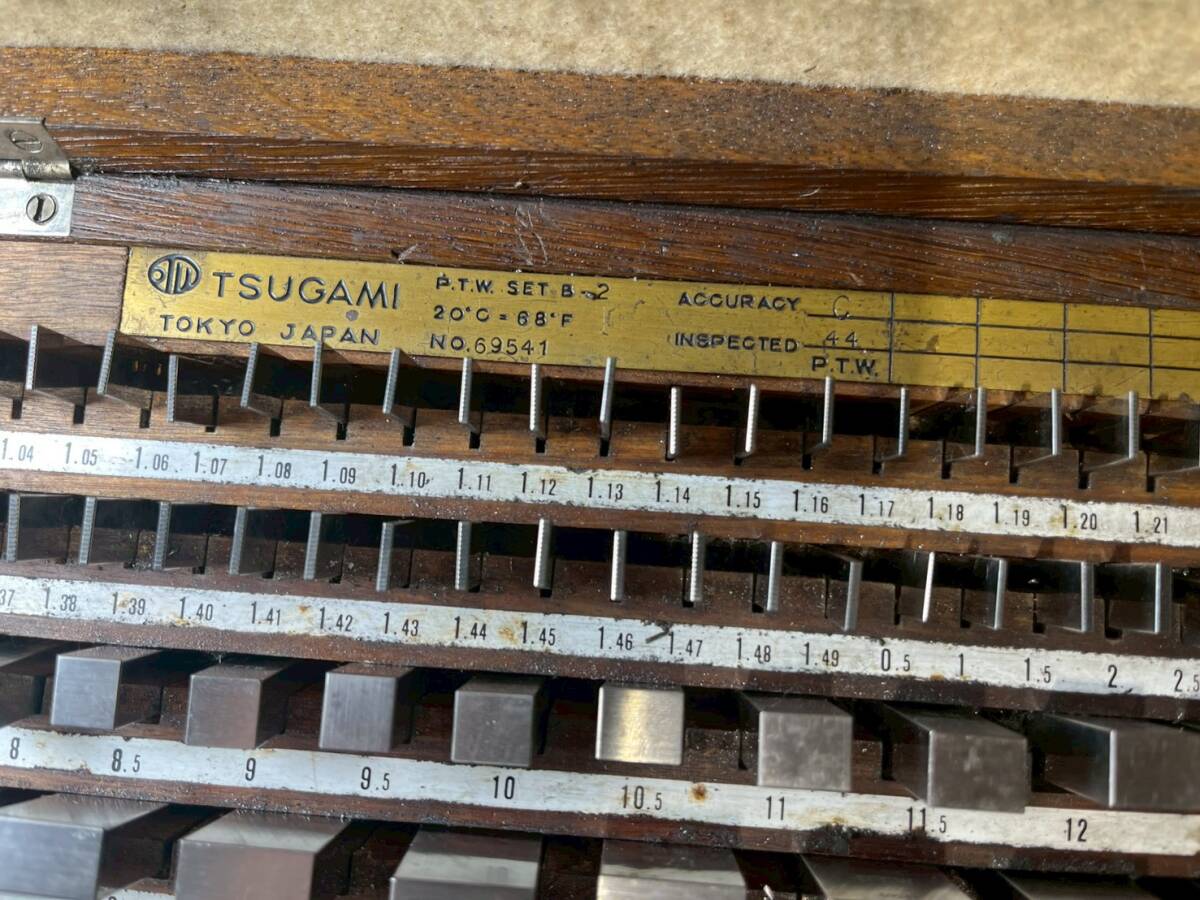 PTW TSUGAMI
TOKYO JAPAN
P.T.W. SET B-2
20°C = 68°F
NO. 69541
ACCURACY C
INSPECTED 44
P.T.W.
1.04 1.05 1.06 1.07 1.08 1.09 1.10 1.11 1.12 1.13 1.14 1.15 1.16 1.17 1.18 1.19 1.20 1.21
37 1.38 1.39 1.40 1.41 1.42 1.43 1.44 1.45 1.46 1.47 1.48 1.49 0.5 1 1.5 2 2.5
8 8.5 9 9.5 10 10.5 11 11.5 12